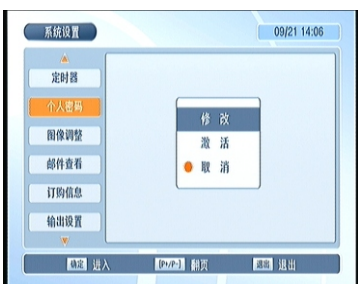 系统设置
09/21 14:06
定时器
个人密码
图像调整
邮件查看
订购信息
输出设置
修 改
激 活
取 消
确定 进入 [P+/P-] 翻页 退出 退出